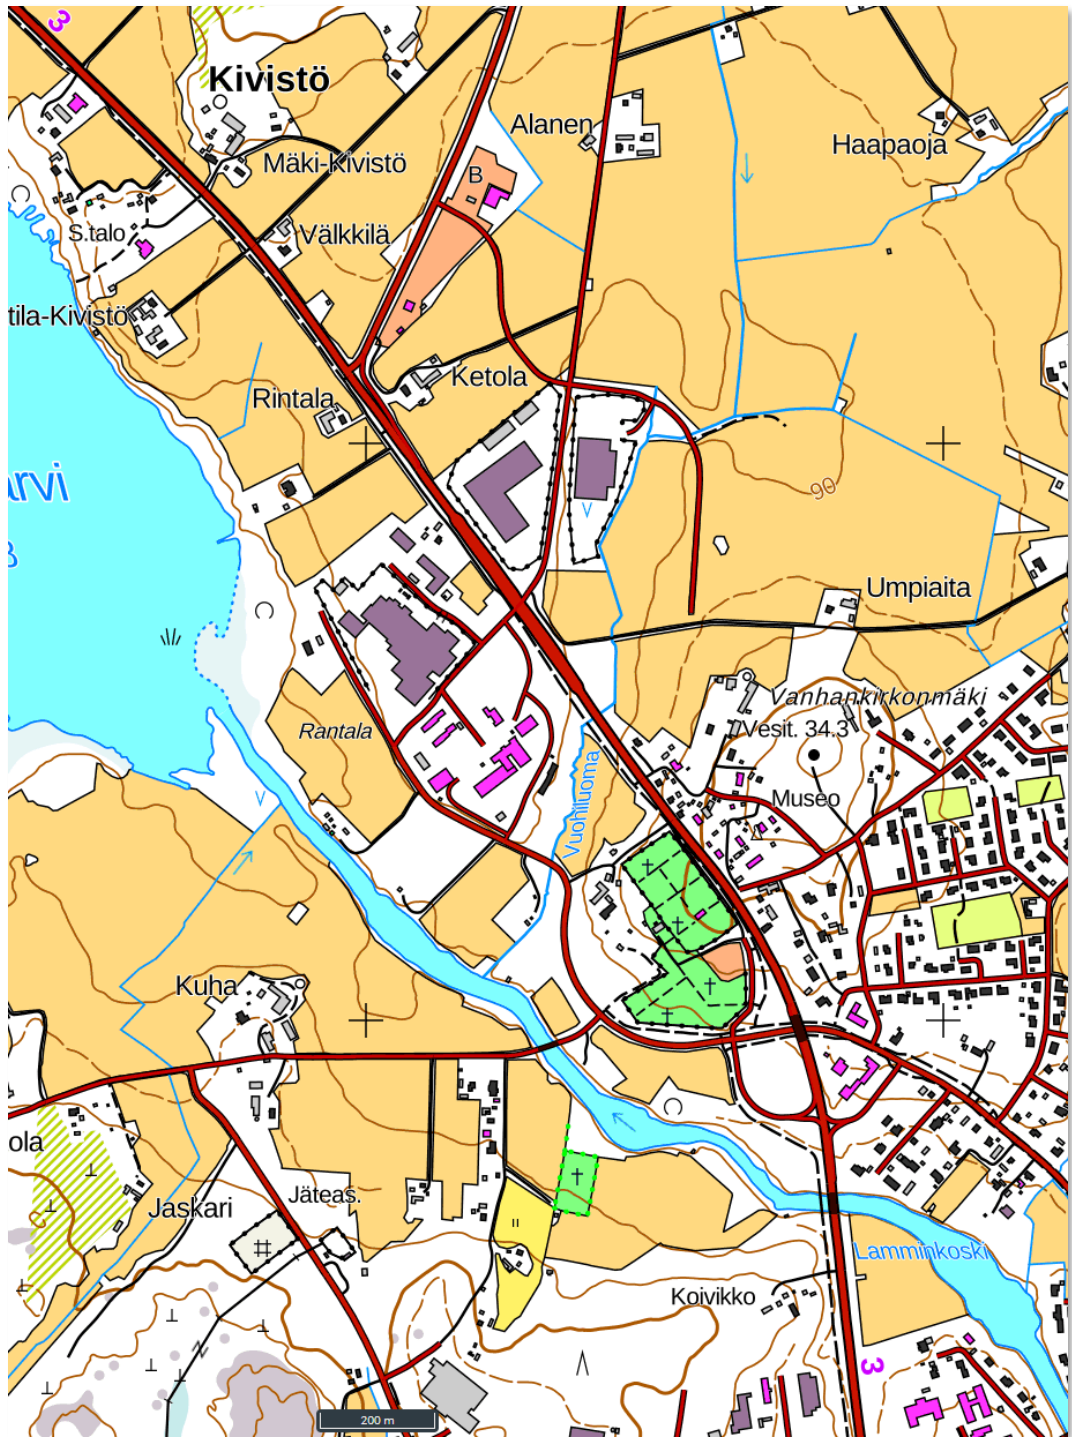 3
Kivistö
Alanen
Haapaoja
Mäki-Kivistö
B
S.talo
Välkkilä
tila-Kivistö
Ketola
Rintala
arvi
90
Umpiaita
Vanhankirkonmäki
Rantala
Vesit. 34.3
Vuohiluoma
Museo
Kuha
ola
Jaskari
Jäteas.
Lamminkoski
Koivikko
3
200 m